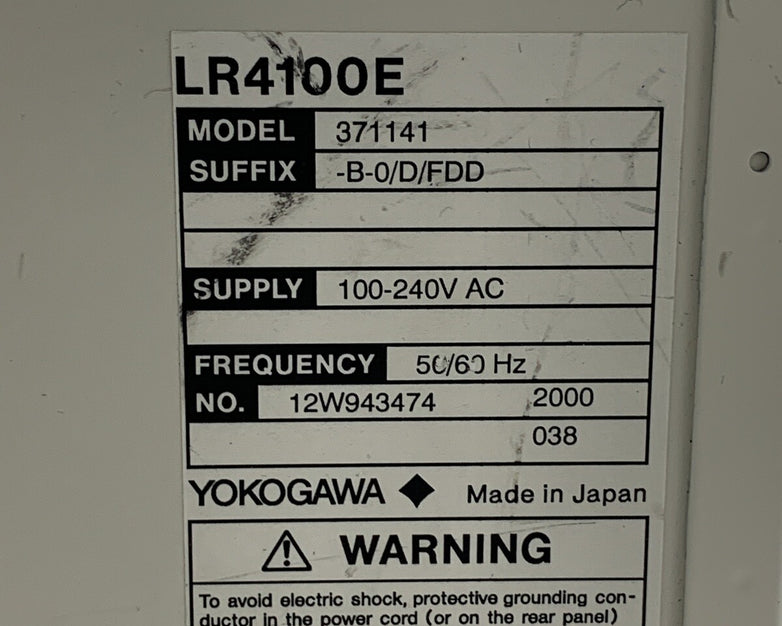 LR4100E
MODEL 371141
SUFFIX -B-0/D/FDD
SUPPLY 100-240V AC
FREQUENCY 50/60 Hz
NO. 12W943474 2000
038
YOKOGAWA Made in Japan
WARNING
To avoid electric shock, protective grounding con-
ductor in the power cord (or on the rear panel)